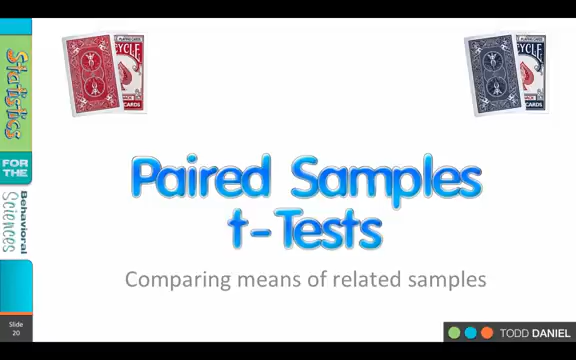 Statistics
FOR THE
Behavioral
Sciences
Paired Samples
t-Tests
Comparing means of related samples
Slide
20
TODD DANIEL